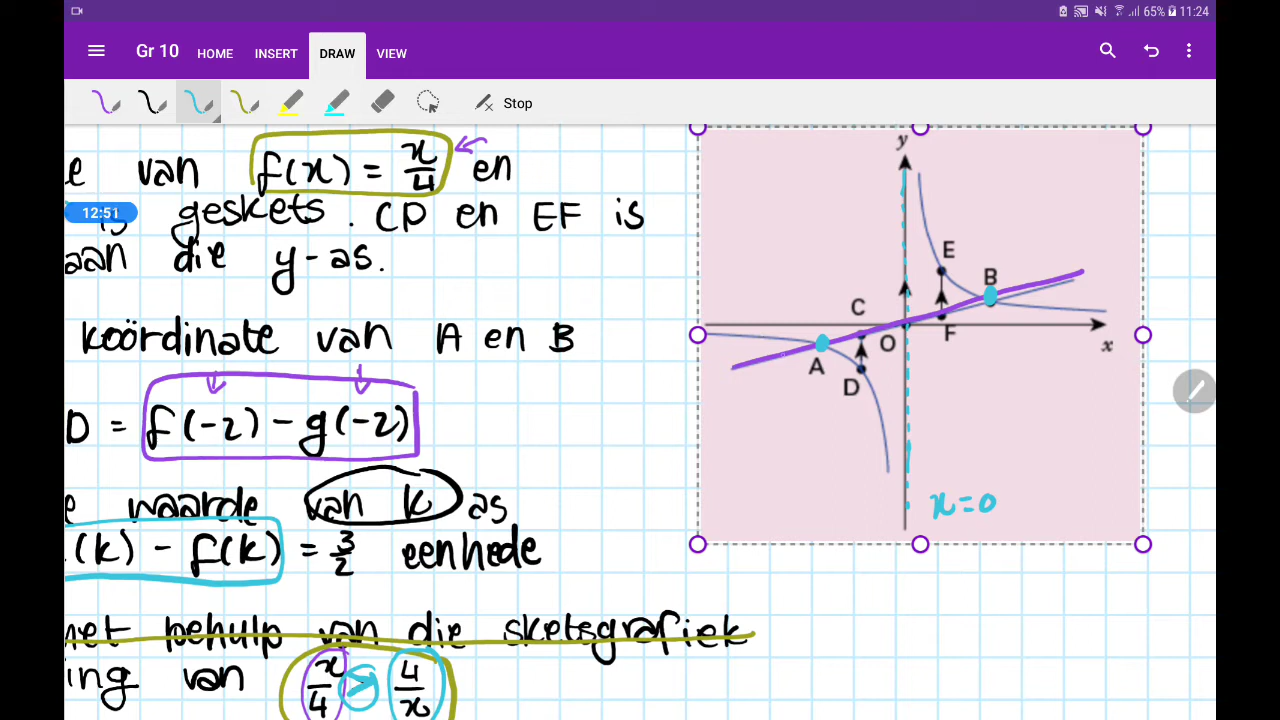 65% 11:24
Gr 10 HOME INSERT DRAW VIEW
Stop
e van f(x) = x/4 en
12:51 is geskets. CD en EF is
aan die y-as.
koördinate van A en B
D = f(-2) - g(-2)
e waarde van k as
(k) - f(k) = 3/2 eenhede
met behulp van die sketsgrafiek
ing van x/4 > 4/x
y
E
B
C
O
F
x
A
D
x=0